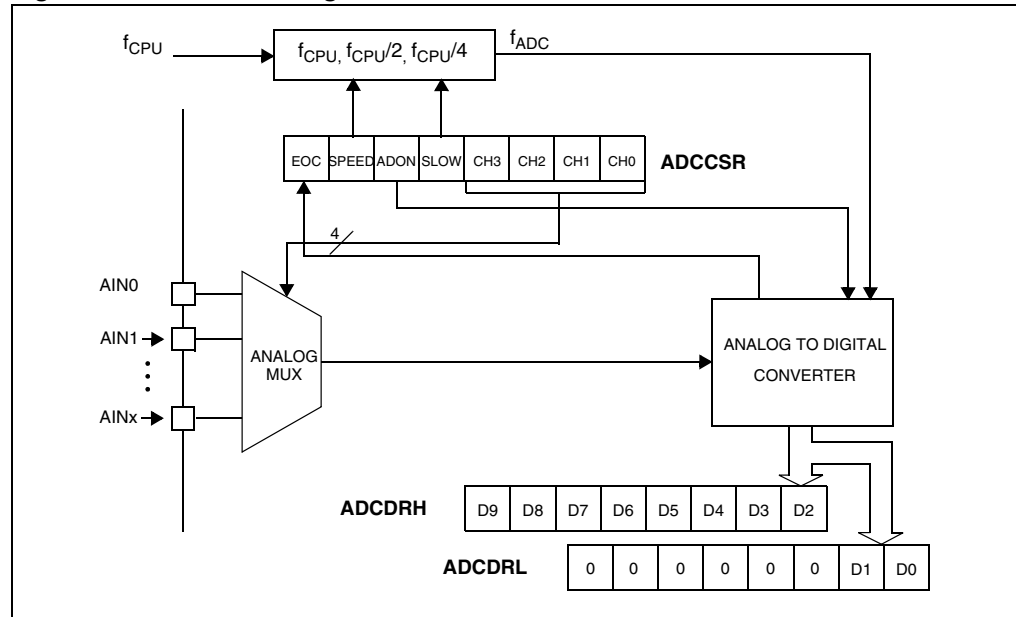 fCPU
fCPU, fCPU/2, fCPU/4
fADC
EOC SPEED ADON SLOW CH3 CH2 CH1 CH0 ADCCSR
4
AIN0
AIN1
AINx
ANALOG
MUX
ANALOG TO DIGITAL
CONVERTER
ADCDRH D9 D8 D7 D6 D5 D4 D3 D2
ADCDRL 0 0 0 0 0 0 D1 D0